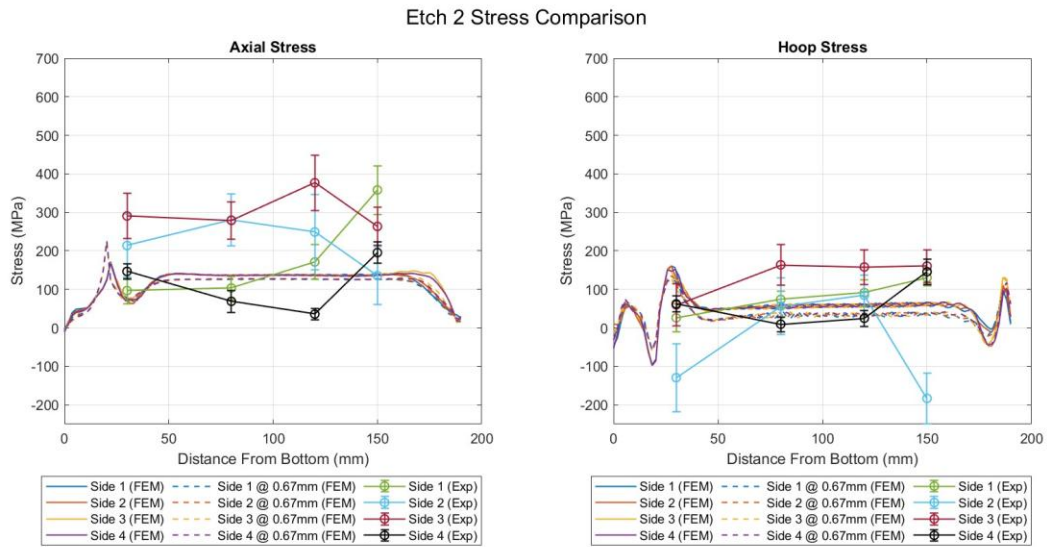 Etch 2 Stress Comparison
Axial Stress
700
600
500
400
300
200
100
0
-100
-200
Stress (MPa)
0 50 100 150 200
Distance From Bottom (mm)
Side 1 (FEM) Side 1 @ 0.67mm (FEM) Side 1 (Exp)
Side 2 (FEM) Side 2 @ 0.67mm (FEM) Side 2 (Exp)
Side 3 (FEM) Side 3 @ 0.67mm (FEM) Side 3 (Exp)
Side 4 (FEM) Side 4 @ 0.67mm (FEM) Side 4 (Exp)
Hoop Stress
700
600
500
400
300
200
100
0
-100
-200
Stress (MPa)
0 50 100 150 200
Distance From Bottom (mm)
Side 1 (FEM) Side 1 @ 0.67mm (FEM) Side 1 (Exp)
Side 2 (FEM) Side 2 @ 0.67mm (FEM) Side 2 (Exp)
Side 3 (FEM) Side 3 @ 0.67mm (FEM) Side 3 (Exp)
Side 4 (FEM) Side 4 @ 0.67mm (FEM) Side 4 (Exp)